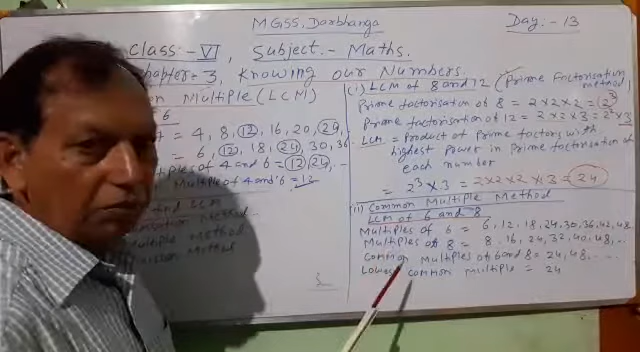 MGSS, Darbhanga
Day:- 13
Class:- VI, Subject.- Maths.
Chapter= 3, Knowing our Numbers.
Multiple (LCM)
6
= 4, 8, 12, 16, 20, 24,
= 6, 12, 18, 24, 30, 36
of 4 and 6 = 12, 24, -
Multiple of 4 and 6 = 12
Method
(i) LCM of 8 and 12 (Prime Factorisation method)
Prime factorisation of 8 = 2×2×2 = 2³
Prime factorisation of 12 = 2×2×3 = 2²×3
LCM = Product of prime factors with
highest power in prime factorisation of
each number
= 2³×3 = 2×2×2×3 = 24
(ii) Common Multiple Method
LCM of 6 and 8
Multiples of 6 = 6, 12, 18, 24, 30, 36, 42, 48,
Multiples of 8 = 8, 16, 24, 32, 40, 48, ...
Common Multiples of 6 and 8 = 24, 48, ...
Lowest common multiple = 24